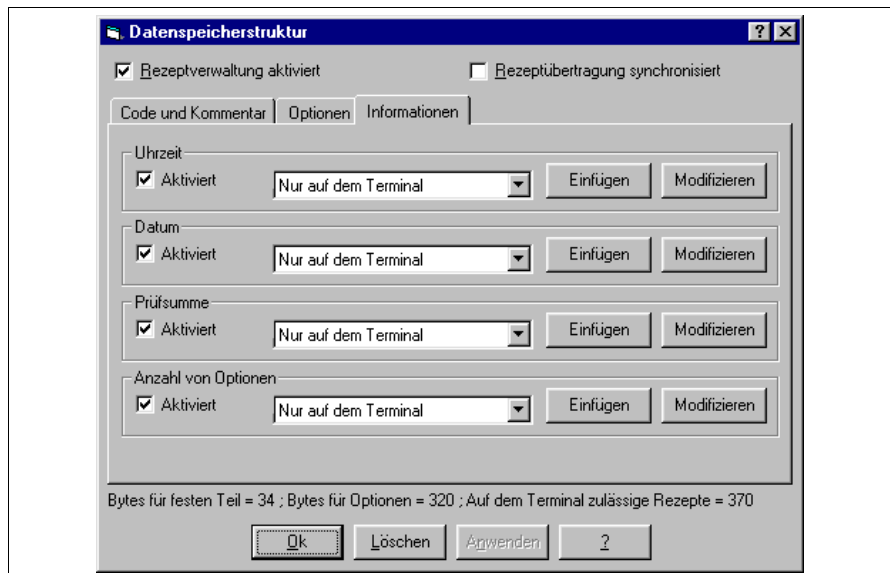 Datenspeicherstruktur
Rezeptverwaltung aktiviert
Rezeptübertragung synchronisiert
Code und Kommentar Optionen Informationen
Uhrzeit
Aktiviert Nur auf dem Terminal Einfügen Modifizieren
Datum
Aktiviert Nur auf dem Terminal Einfügen Modifizieren
Prüfsumme
Aktiviert Nur auf dem Terminal Einfügen Modifizieren
Anzahl von Optionen
Aktiviert Nur auf dem Terminal Einfügen Modifizieren
Bytes für festen Teil = 34 ; Bytes für Optionen = 320 ; Auf dem Terminal zulässige Rezepte = 370
Ok Löschen Anwenden ?